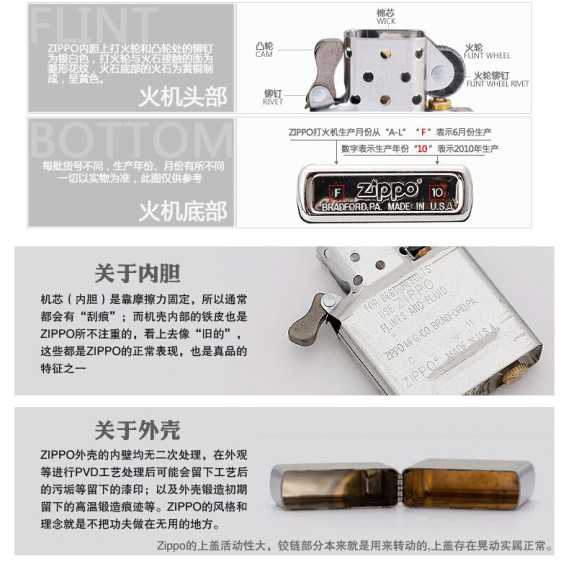 FLINT
ZIPPO内胆上打火轮和凸轮处的铆钉
为银白色，打火轮与火石接触的面为
菱形花纹，火石底部的火石为黄铜制
成，呈黄色。
火机头部
棉芯
WICK
凸轮
CAM
火轮
FLINT WHEEL
火轮铆钉
FLINT WHEEL RIVET
铆钉
RIVET
BOTTOM
每批货号不同，生产年份、月份有所不同
一切以实物为准，此图仅供参考
火机底部
ZIPPO打火机生产月份从“A-L” “F”表示6月份生产
数字表示生产年份“10”表示2010年生产
F zippo 10
BRADFORD,PA. MADE IN U.S.A.
关于内胆
机芯（内胆）是靠摩擦力固定，所以通常
都会有“刮痕”；而机壳内部的铁皮也是
ZIPPO所不注重的，看上去像“旧的”，
这些都是ZIPPO的正常表现，也是真品的
特征之一
FOR BEST RESULTS
USE ZIPPO
FLINTS AND FLUID
ZIPPO MFG. CO. BRADFORD, PA.
ZIPPO MADE IN U.S.A.
关于外壳
ZIPPO外壳的内壁均无二次处理，在外观
等进行PVD工艺处理后可能会留下工艺后
的污垢等留下的漆印；以及外壳锻造初期
留下的高温锻造痕迹等。ZIPPO的风格和
理念就是不把功夫做在无用的地方。
Zippo的上盖活动性大，铰链部分本来就是用来转动的,上盖存在晃动实属正常。